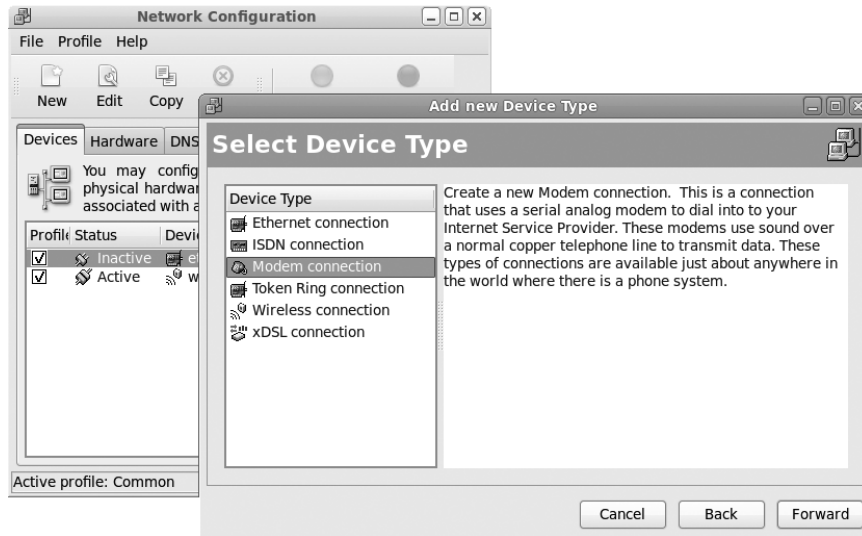 Network Configuration
File Profile Help
New Edit Copy
Devices Hardware DNS
You may config
physical hardwar
associated with a
Profile Status Devi
Inactive et
Active w
Active profile: Common
Add new Device Type
Select Device Type
Device Type
Ethernet connection
ISDN connection
Modem connection
Token Ring connection
Wireless connection
xDSL connection
Create a new Modem connection. This is a connection
that uses a serial analog modem to dial into to your
Internet Service Provider. These modems use sound over
a normal copper telephone line to transmit data. These
types of connections are available just about anywhere in
the world where there is a phone system.
Cancel Back Forward